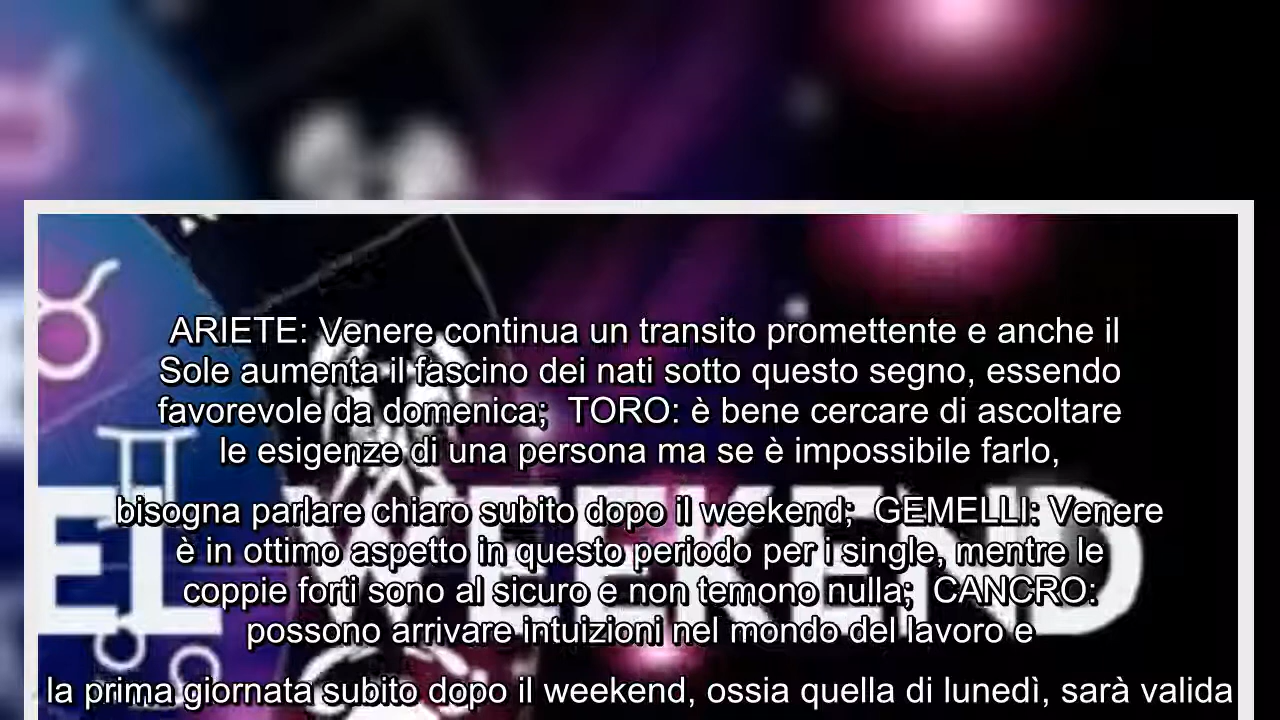 ARIETE: Venere continua un transito promettente e anche il
Sole aumenta il fascino dei nati sotto questo segno, essendo
favorevole da domenica;  TORO: è bene cercare di ascoltare
le esigenze di una persona ma se è impossibile farlo,
EL WEEKEND
bisogna parlare chiaro subito dopo il weekend;  GEMELLI: Venere
è in ottimo aspetto in questo periodo per i single, mentre le
coppie forti sono al sicuro e non temono nulla;  CANCRO:
possono arrivare intuizioni nel mondo del lavoro e
la prima giornata subito dopo il weekend, ossia quella di lunedì, sarà valida